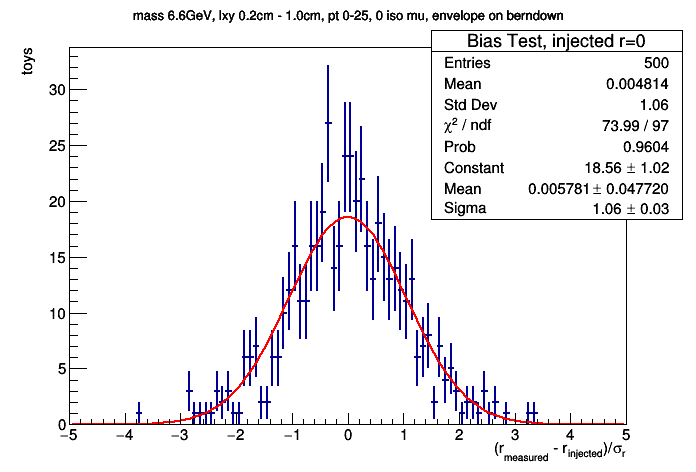 mass 6.6GeV, lxy 0.2cm - 1.0cm, pt 0-25, 0 iso mu, envelope on berndown
Bias Test, injected r=0
Entries 500
Mean 0.004814
Std Dev 1.06
χ² / ndf 73.99 / 97
Prob 0.9604
Constant 18.56 ± 1.02
Mean 0.005781 ± 0.047720
Sigma 1.06 ± 0.03
toys
30
25
20
15
10
5
0
−5 −4 −3 −2 −1 0 1 2 3 4 5
(r_measured - r_injected)/σ_r